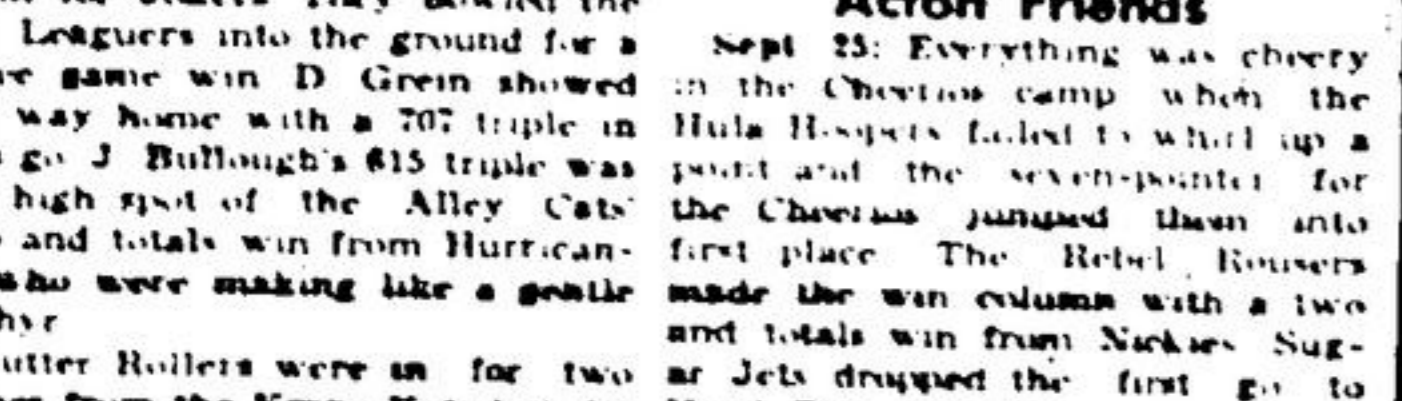 Leaguers into the ground for a
game win D Grein showed
way home with a 707 triple in
go J Bullough's 615 triple was
high spot of the Alley Cats'
and totals win from Hurrican-
who were making like a gentle
utter Rollers were in for two
Acton Friends
Sept 25: Everything was cheery
in the Cheerios camp when the
Hula Hoopers failed to whirl up a
point and the seven-pointer for
the Cheerios jumped them into
first place The Rebel Rousers
made the win column with a two
and totals win from Nickies Sug-
ar Jets dropped the first go to